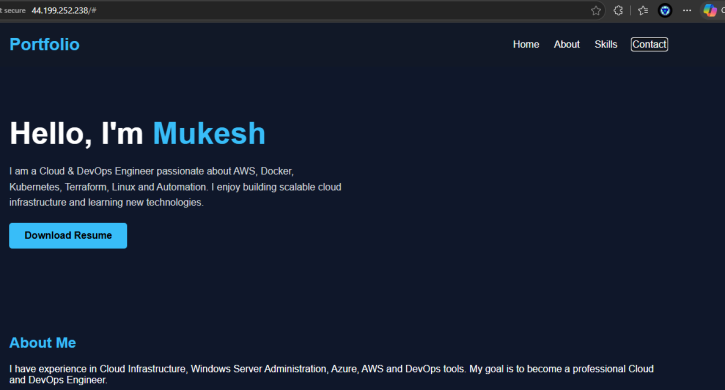 t secure 44.199.252.238/#
Portfolio
Home About Skills Contact
Hello, I'm Mukesh
I am a Cloud & DevOps Engineer passionate about AWS, Docker,
Kubernetes, Terraform, Linux and Automation. I enjoy building scalable cloud
infrastructure and learning new technologies.
Download Resume
About Me
I have experience in Cloud Infrastructure, Windows Server Administration, Azure, AWS and DevOps tools. My goal is to become a professional Cloud
and DevOps Engineer.